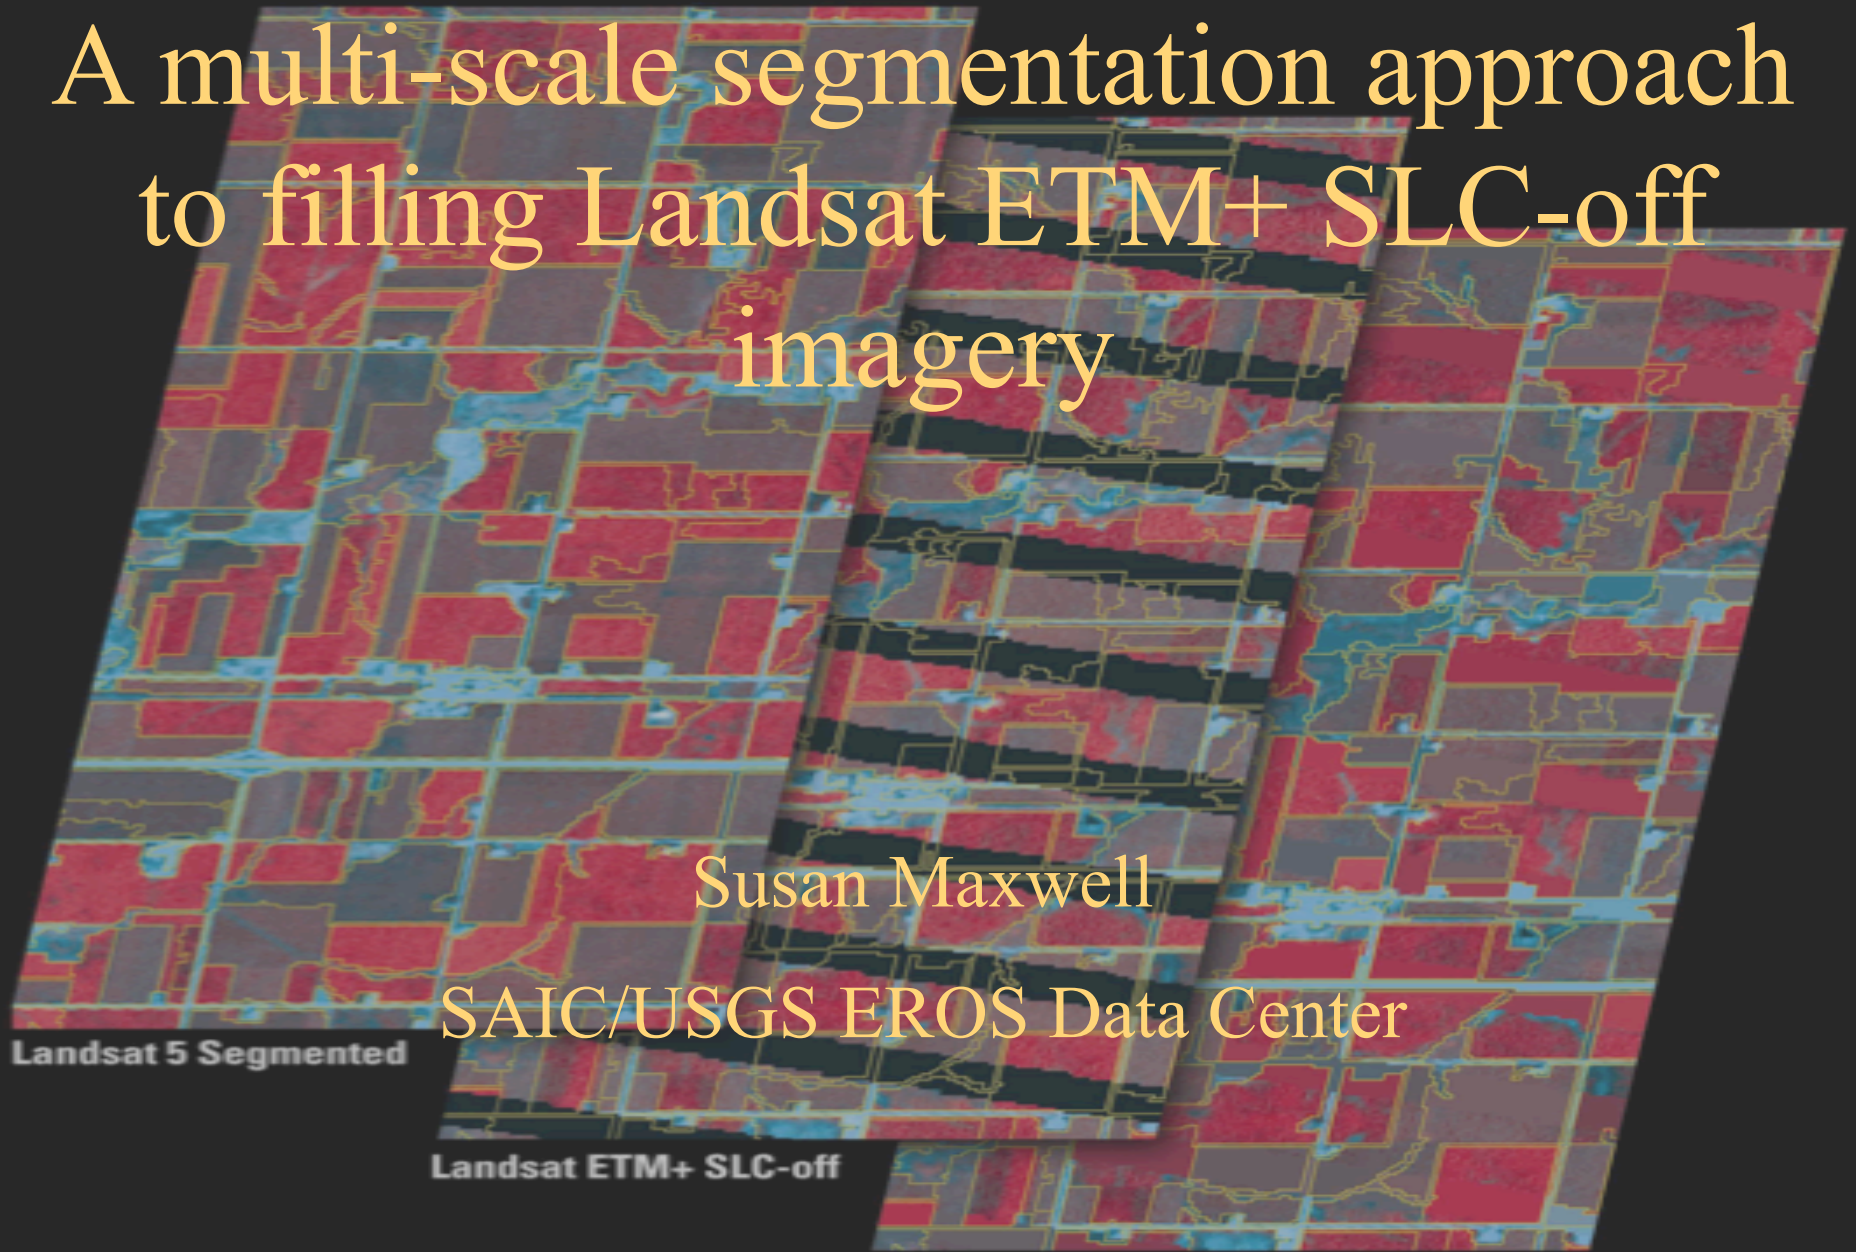 A multi-scale segmentation approach
to filling Landsat ETM+ SLC-off
imagery
Susan Maxwell
SAIC/USGS EROS Data Center
Landsat 5 Segmented
Landsat ETM+ SLC-off